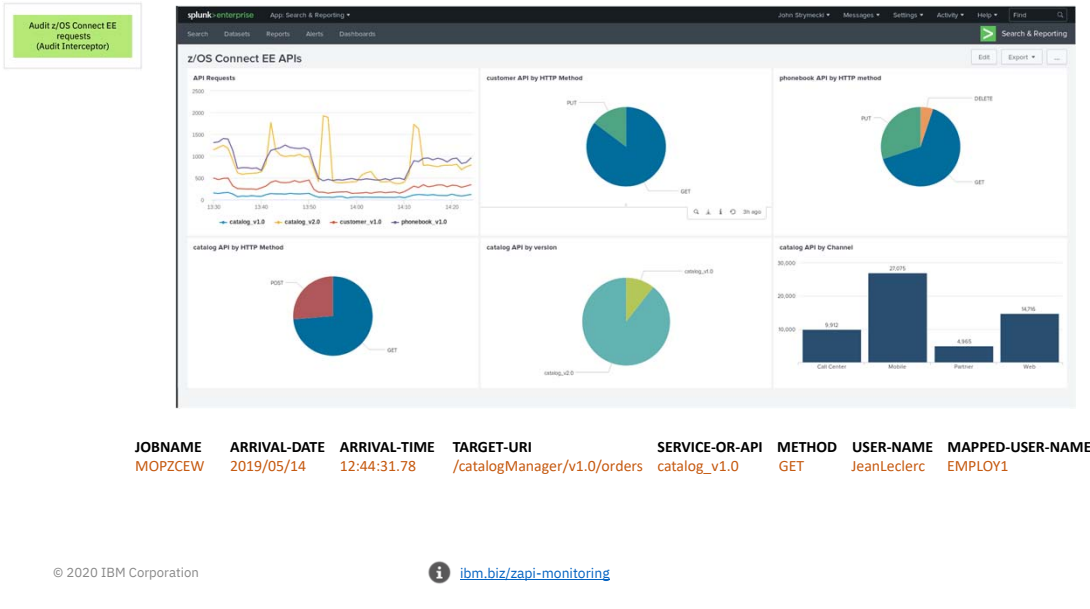 Audit z/OS Connect EE
requests
(Audit Interceptor)
splunk>enterprise App: Search & Reporting
John Strymecki Messages Settings Activity Help Find
Search Datasets Reports Alerts Dashboards
Search & Reporting
z/OS Connect EE APIs
Edit Export ...
API Requests
2500
2000
1500
1000
500
0
13:30 13:40 13:50 14:00 14:10 14:20
catalog_v1.0 catalog_v2.0 customer_v1.0 phonebook_v1.0
customer API by HTTP Method
PUT
GET
3h ago
phonebook API by HTTP method
DELETE
PUT
GET
catalog API by HTTP Method
POST
GET
catalog API by version
catalog_v1.0
catalog_v2.0
catalog API by Channel
30,000
20,000
10,000
9,912
27,075
4,965
14,716
Call Center Mobile Partner Web
JOBNAME ARRIVAL-DATE ARRIVAL-TIME TARGET-URI SERVICE-OR-API METHOD USER-NAME MAPPED-USER-NAME
MOPZCEW 2019/05/14 12:44:31.78 /catalogManager/v1.0/orders catalog_v1.0 GET JeanLeclerc EMPLOY1
© 2020 IBM Corporation
ibm.biz/zapi-monitoring